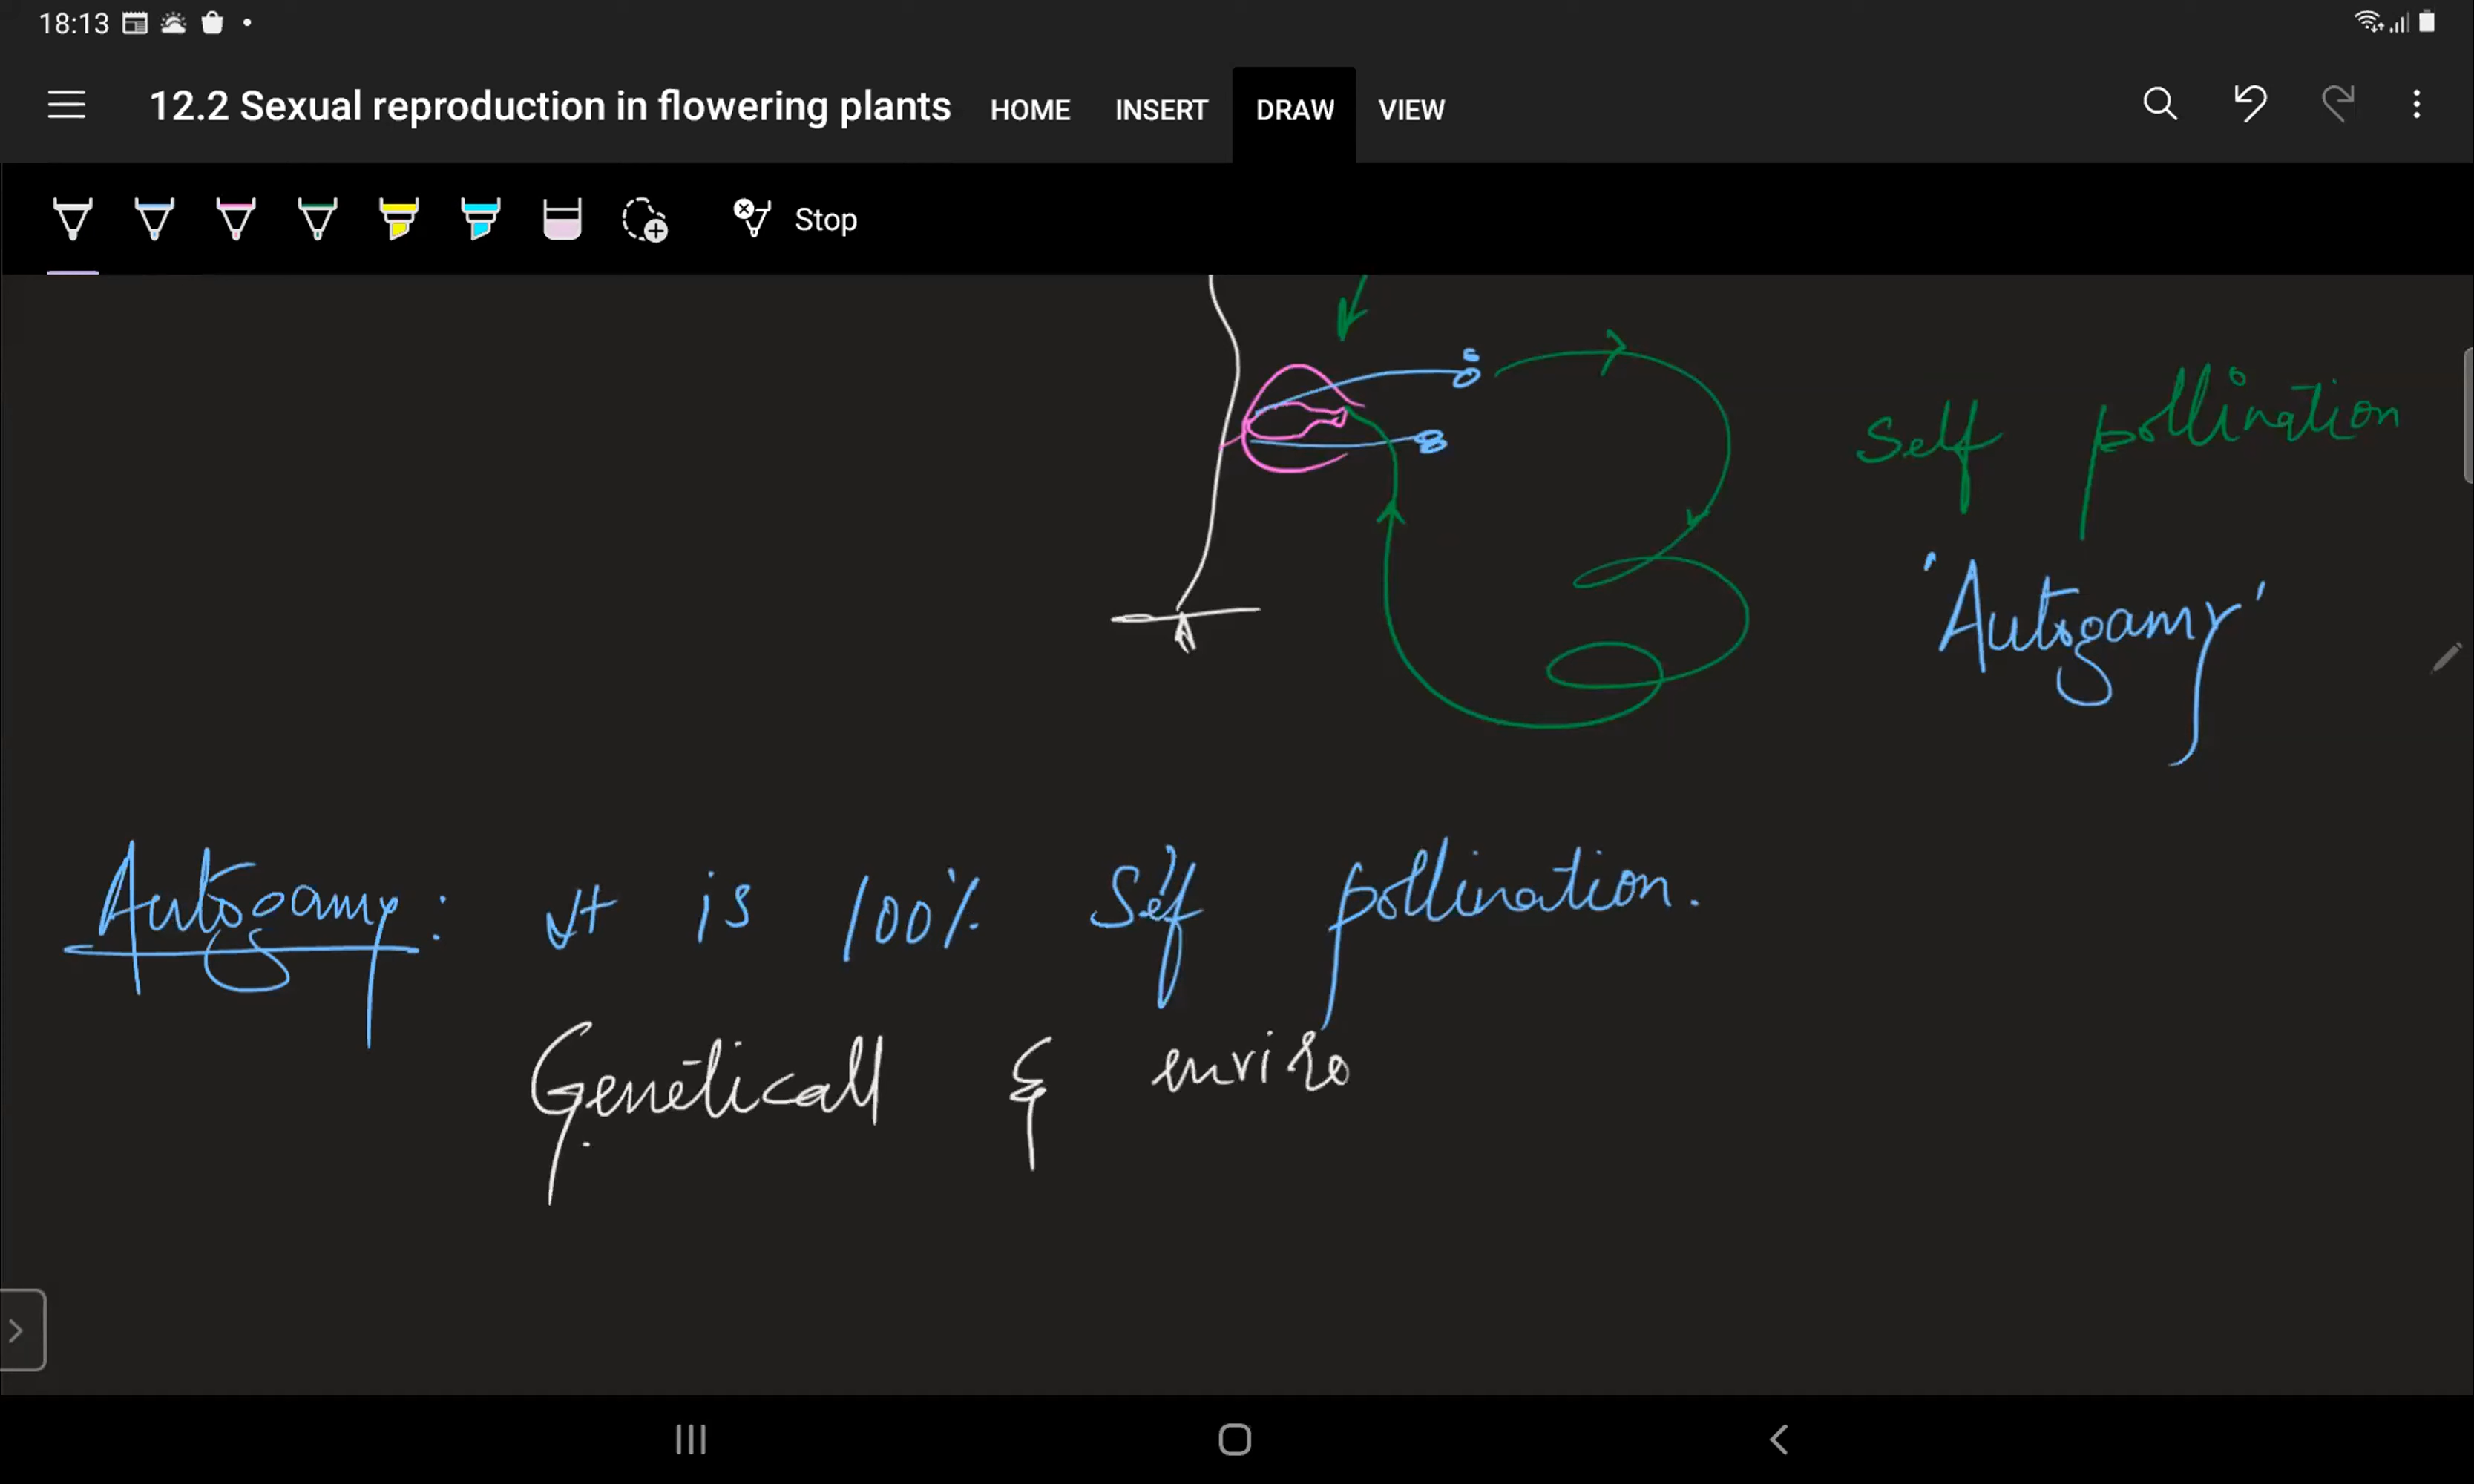 18:13
12.2 Sexual reproduction in flowering plants HOME INSERT DRAW VIEW
Stop
Self pollination
'Autogamy'
Autogamy: It is 100% Self pollination.
Geneticall & enviro